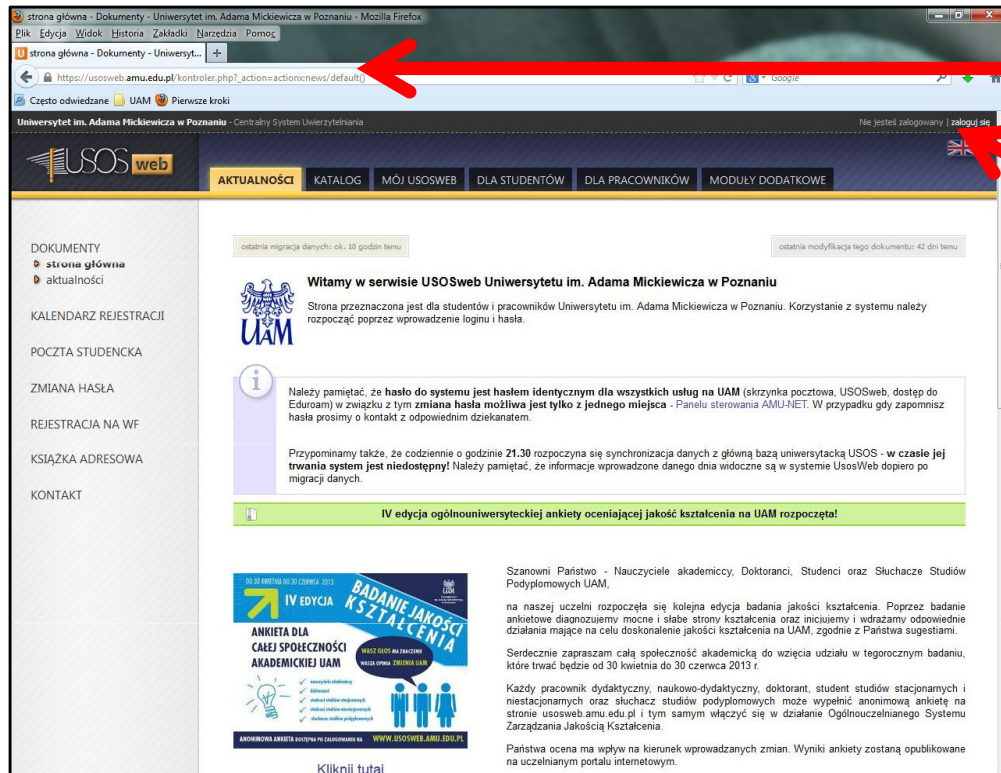 strona główna - Dokumenty - Uniwersytet im. Adama Mickiewicza w Poznaniu - Mozilla Firefox
Plik Edycja Widok Historia Zakładki Narzędzia Pomoc
strona główna - Dokumenty - Uniwersyt... +
https://usosweb.amu.edu.pl/kontroler.php?_action=actionx:news/default()
Google
Często odwiedzane UAM Pierwsze kroki
Uniwersytet im. Adama Mickiewicza w Poznaniu - Centralny System Uwierzytelniania
Nie jesteś zalogowany | zaloguj się
USOS web
AKTUALNOŚCI KATALOG MÓJ USOSWEB DLA STUDENTÓW DLA PRACOWNIKÓW MODUŁY DODATKOWE
DOKUMENTY
strona główna
aktualności
KALENDARZ REJESTRACJI
POCZTA STUDENCKA
ZMIANA HASŁA
REJESTRACJA NA WF
KSIĄŻKA ADRESOWA
KONTAKT
ostatnia migracja danych: ok. 10 godzin temu
ostatnia modyfikacja tego dokumentu: 42 dni temu
UAM
Witamy w serwisie USOSweb Uniwersytetu im. Adama Mickiewicza w Poznaniu
Strona przeznaczona jest dla studentów i pracowników Uniwersytetu im. Adama Mickiewicza w Poznaniu. Korzystanie z systemu należy
rozpocząć poprzez wprowadzenie loginu i hasła.
i
Należy pamiętać, że hasło do systemu jest hasłem identycznym dla wszystkich usług na UAM (skrzynka pocztowa, USOSweb, dostęp do
Eduroam) w związku z tym zmiana hasła możliwa jest tylko z jednego miejsca - Panelu sterowania AMU-NET. W przypadku gdy zapomnisz
hasła prosimy o kontakt z odpowiednim dziekanatem.
Przypominamy także, że codziennie o godzinie 21.30 rozpoczyna się synchronizacja danych z główną bazą uniwersytacką USOS - w czasie jej
trwania system jest niedostępny! Należy pamiętać, że informacje wprowadzone danego dnia widoczne są w systemie UsosWeb dopiero po
migracji danych.
IV edycja ogólnouniwersyteckiej ankiety oceniającej jakość kształcenia na UAM rozpoczęta!
OD 30 KWIETNIA DO 30 CZERWCA 2013
IV EDYCJA
BADANIE JAKOŚCI
KSZTAŁCENIA
ANKIETA DLA
CAŁEJ SPOŁECZNOŚCI
AKADEMICKIEJ UAM
WASZ GŁOS MA ZNACZENIE
WASZA OPINIA ZMIENIA UAM
nauczyciele akademiccy
doktoranci
studenci studiów stacjonarnych
studenci studiów niestacjonarnych
słuchacze studiów podyplomowych
ANONIMOWA ANKIETA DOSTĘPNA PO ZALOGOWANIU NA WWW.USOSWEB.AMU.EDU.PL
Kliknij tutaj
Szanowni Państwo - Nauczyciele akademiccy, Doktoranci, Studenci oraz Słuchacze Studiów
Podyplomowych UAM,
na naszej uczelni rozpoczęła się kolejna edycja badania jakości kształcenia. Poprzez badanie
ankietowe diagnozujemy mocne i słabe strony kształcenia oraz inicjujemy i wdrażamy odpowiednie
działania mające na celu doskonalenie jakości kształcenia na UAM, zgodnie z Państwa sugestiami.
Serdecznie zapraszam całą społeczność akademicką do wzięcia udziału w tegorocznym badaniu,
które trwać będzie od 30 kwietnia do 30 czerwca 2013 r.
Każdy pracownik dydaktyczny, naukowo-dydaktyczny, doktorant, student studiów stacjonarnych i
niestacjonarnych oraz słuchacz studiów podyplomowych może wypełnić anonimową ankietę na
stronie usosweb.amu.edu.pl i tym samym włączyć się w działanie Ogólnouczelnianego Systemu
Zarządzania Jakością Kształcenia.
Państwa ocena ma wpływ na kierunek wprowadzanych zmian. Wyniki ankiety zostaną opublikowane
na uczelnianym portalu internetowym.